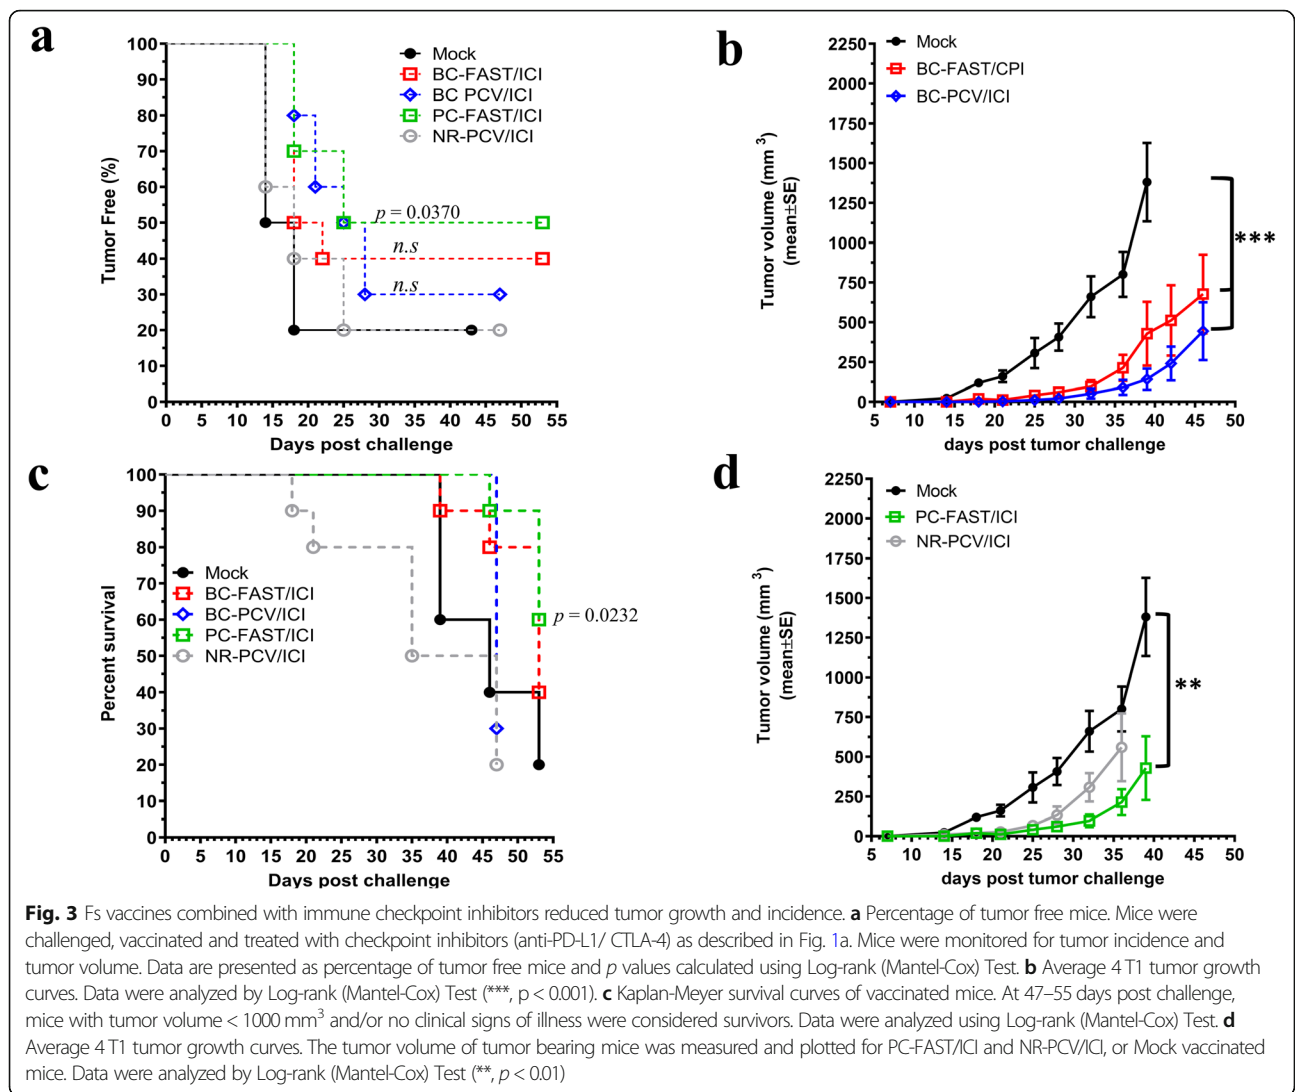 a
Tumor Free (%)
100
90
80
70
60
50
40
30
20
10
0
Mock
BC-FAST/ICI
BC PCV/ICI
PC-FAST/ICI
NR-PCV/ICI
p = 0.0370
n.s
n.s
0 5 10 15 20 25 30 35 40 45 50 55
Days post challenge
b
Tumor volume (mm 3)
(mean±SE)
2250
2000
1750
1500
1250
1000
750
500
250
0
Mock
BC-FAST/CPI
BC-PCV/ICI
***
5 10 15 20 25 30 35 40 45 50
days post tumor challenge
c
Percent survival
100
90
80
70
60
50
40
30
20
10
0
Mock
BC-FAST/ICI
BC-PCV/ICI
PC-FAST/ICI
NR-PCV/ICI
p = 0.0232
0 5 10 15 20 25 30 35 40 45 50 55
Days post challenge
d
Tumor volume (mm 3)
(mean±SE)
2250
2000
1750
1500
1250
1000
750
500
250
0
Mock
PC-FAST/ICI
NR-PCV/ICI
**
5 10 15 20 25 30 35 40 45 50
days post tumor challenge
Fig. 3 Fs vaccines combined with immune checkpoint inhibitors reduced tumor growth and incidence. a Percentage of tumor free mice. Mice were
challenged, vaccinated and treated with checkpoint inhibitors (anti-PD-L1/ CTLA-4) as described in Fig. 1a. Mice were monitored for tumor incidence and
tumor volume. Data are presented as percentage of tumor free mice and p values calculated using Log-rank (Mantel-Cox) Test. b Average 4 T1 tumor growth
curves. Data were analyzed by Log-rank (Mantel-Cox) Test (***, p < 0.001). c Kaplan-Meyer survival curves of vaccinated mice. At 47–55 days post challenge,
mice with tumor volume < 1000 mm3 and/or no clinical signs of illness were considered survivors. Data were analyzed using Log-rank (Mantel-Cox) Test. d
Average 4 T1 tumor growth curves. The tumor volume of tumor bearing mice was measured and plotted for PC-FAST/ICI and NR-PCV/ICI, or Mock vaccinated
mice. Data were analyzed by Log-rank (Mantel-Cox) Test (**, p < 0.01)